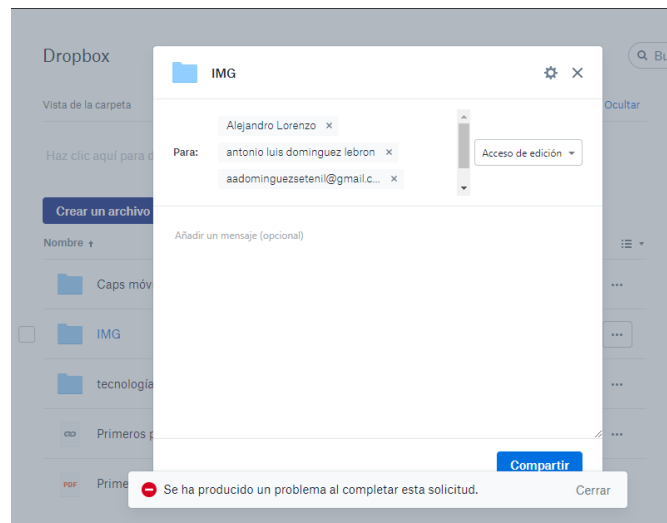 Dropbox
Bu
IMG
Vista de la carpeta
Ocultar
Alejandro Lorenzo ×
Para:
antonio luis dominguez lebron ×
Acceso de edición
aadominguezsetenil@gmail.c... ×
Haz clic aquí para d
Crear un archivo
Añadir un mensaje (opcional)
Nombre ↑
Caps móv
IMG
tecnología
Primeros p
Compartir
PDF
Prime
Se ha producido un problema al completar esta solicitud.
Cerrar